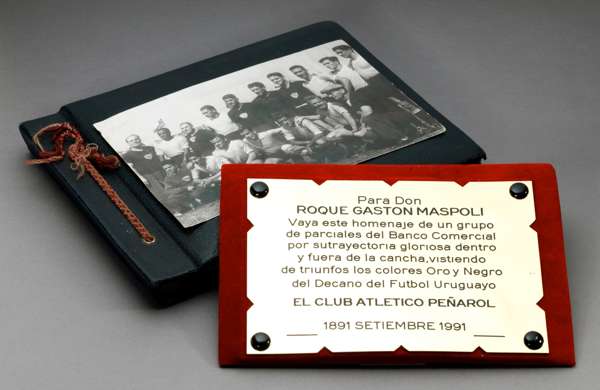 Para Don
ROQUE GASTON MASPOLI
Vaya este homenaje de un grupo
de parciales del Banco Comercial
por sutrayectoria gloriosa dentro
y fuera de la cancha,vistiendo
de triunfos los colores Oro y Negro
del Decano del Futbol Uruguayo
EL CLUB ATLETICO PEÑAROL
1891 SETIEMBRE 1991